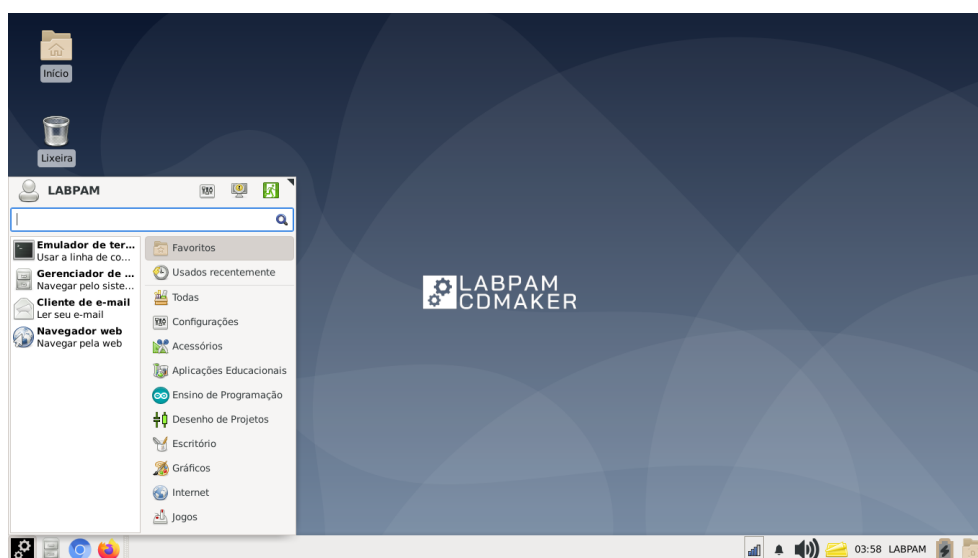 Início
Lixeira
LABPAM
Emulador de ter...
Usar a linha de co...
Gerenciador de ...
Navegar pelo siste...
Cliente de e-mail
Ler seu e-mail
Navegador web
Navegar pela web
Favoritos
Usados recentemente
Todas
Configurações
Acessórios
Aplicações Educacionais
Ensino de Programação
Desenho de Projetos
Escritório
Gráficos
Internet
Jogos
LABPAM
CDMAKER
03:58 LABPAM